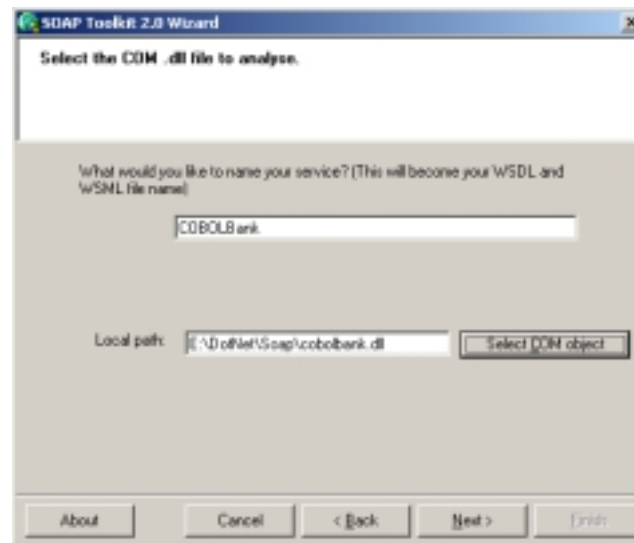 SOAP Toolkit 2.0 Wizard
Select the COM .dll file to analyse.
What would you like to name your service? (This will become your WSDL and
WSML file name)
COBOLBank
Local path:
E:\DotNet\Soap\cobolbank.dll
Select COM object
About
Cancel
< Back
Next >
Finish